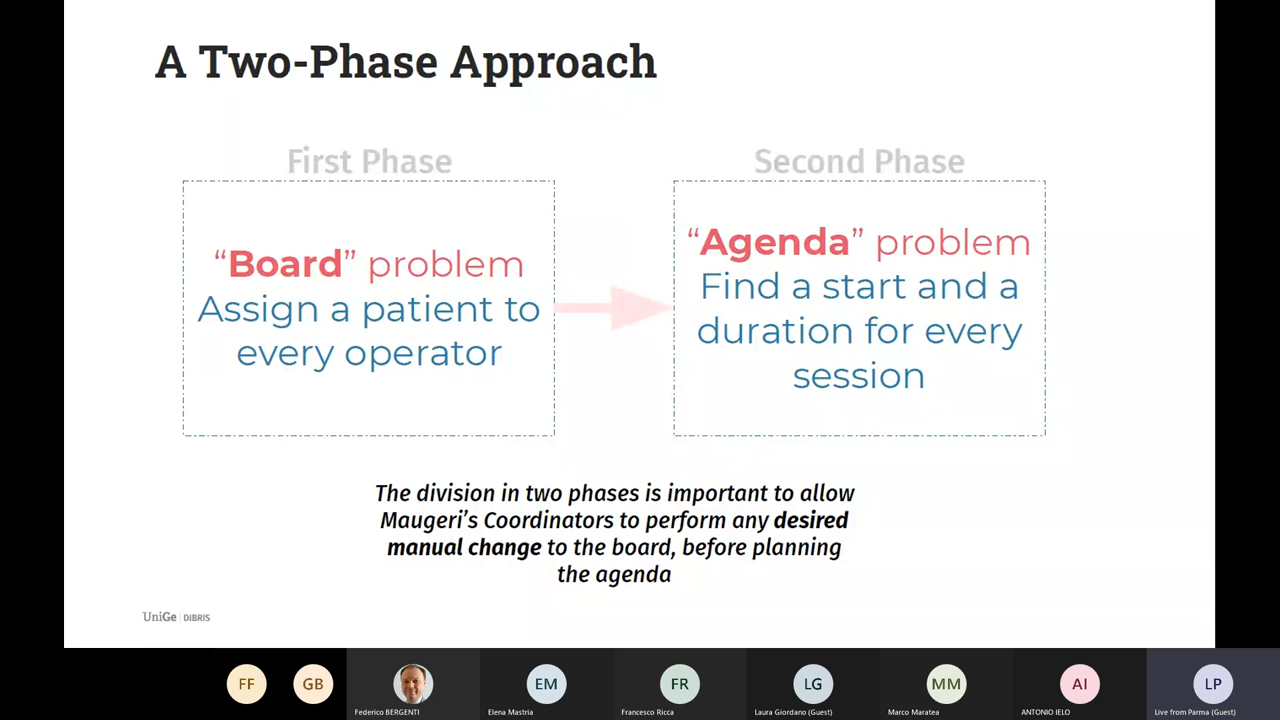 A Two-Phase Approach
First Phase
“Board” problem
Assign a patient to
every operator
Second Phase
“Agenda” problem
Find a start and a
duration for every
session
The division in two phases is important to allow
Maugeri’s Coordinators to perform any desired
manual change to the board, before planning
the agenda
UniGe | DIBRIS
FF
GB
Federico BERGENTI
EM
Elena Mastria
FR
Francesco Ricca
LG
Laura Giordano (Guest)
MM
Marco Maratea
AI
ANTONIO IELO
LP
Live from Parma (Guest)